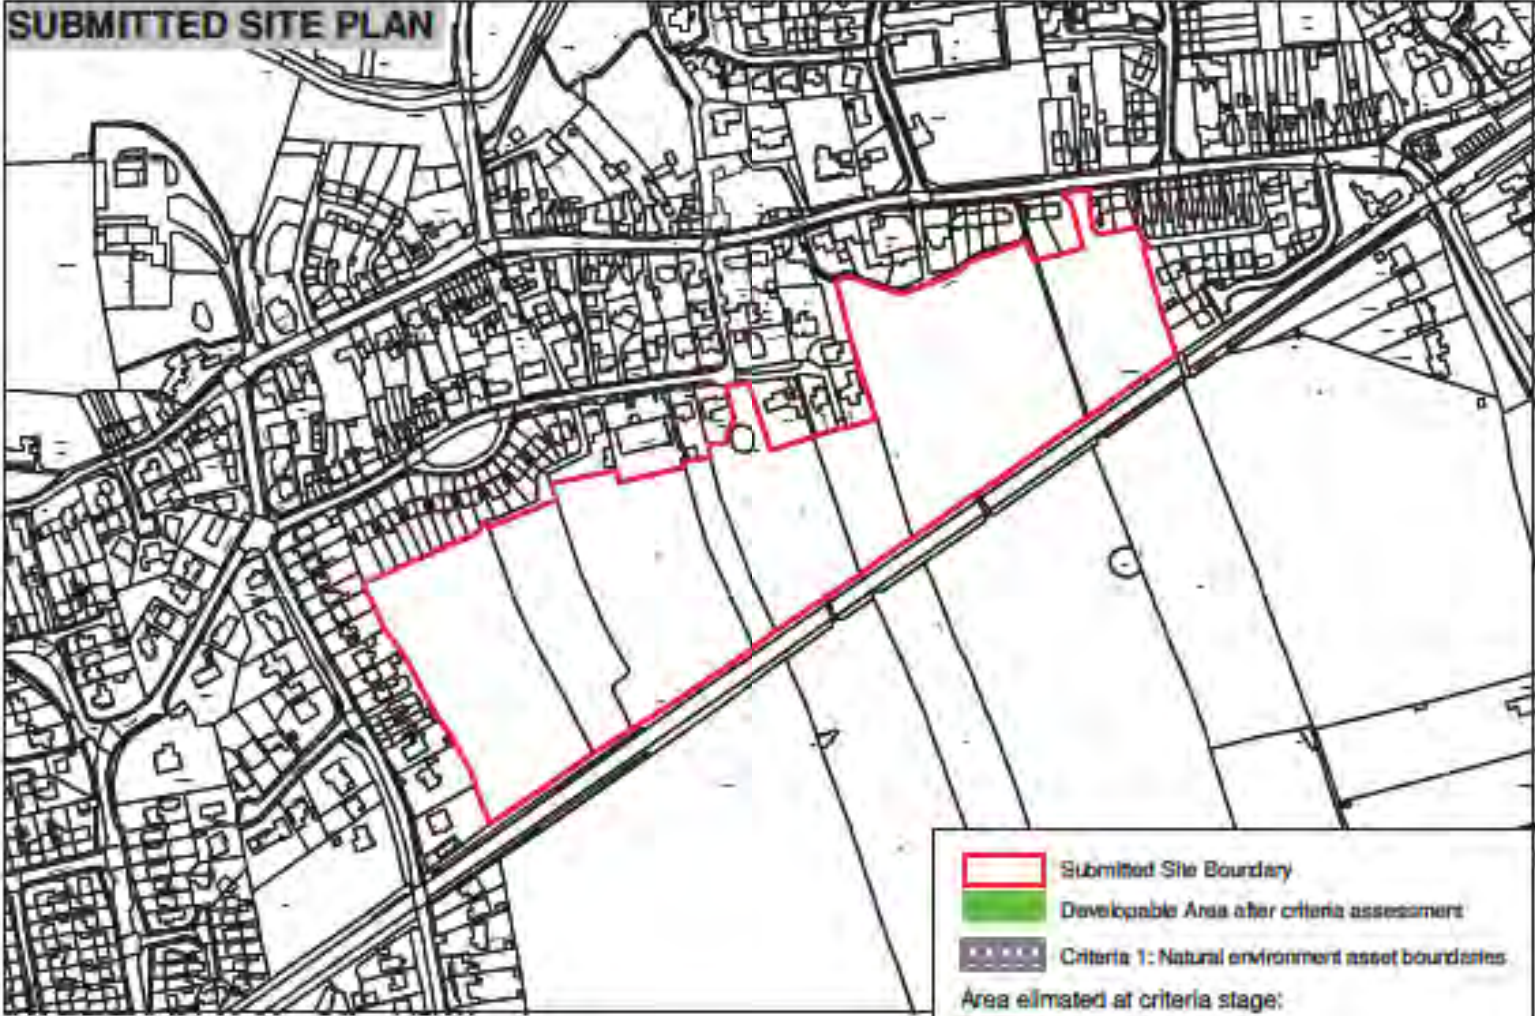 SUBMITTED SITE PLAN
Submitted Site Boundary
Developable Area after criteria assessment
Criteria 1: Natural environment asset boundaries
Area elimated at criteria stage: